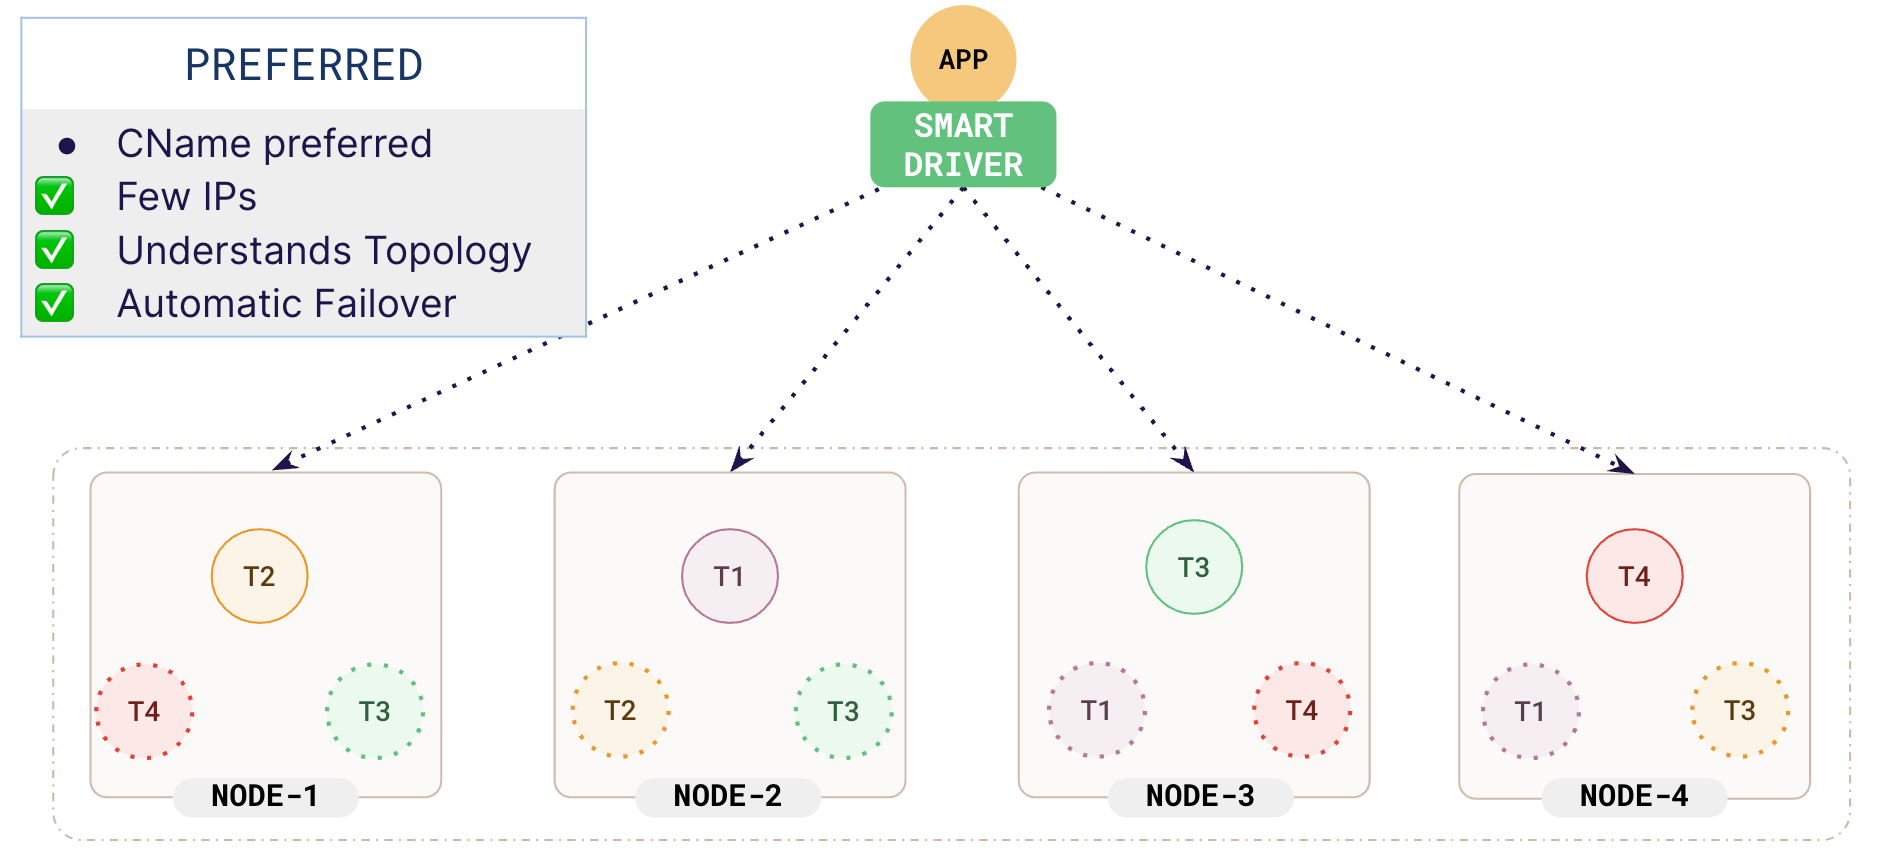 PREFERRED
• CName preferred
✅ Few IPs
✅ Understands Topology
✅ Automatic Failover
APP
SMART
DRIVER
T2
T4
T3
NODE-1
T1
T2
T3
NODE-2
T3
T1
T4
NODE-3
T4
T1
T3
NODE-4